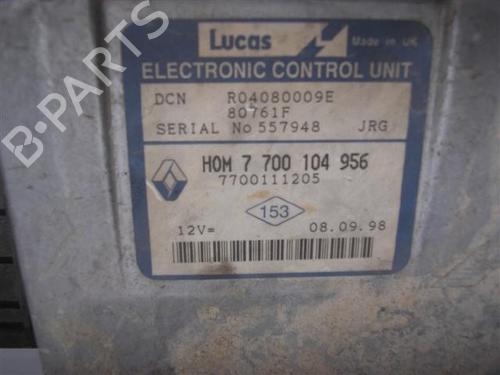 Lucas Made in UK
ELECTRONIC CONTROL UNIT
DCN R04080009E
80761F
SERIAL No 557948 JRG
HOM 7 700 104 956
7700111205
153
12V= 08.09.98
B-PARTS